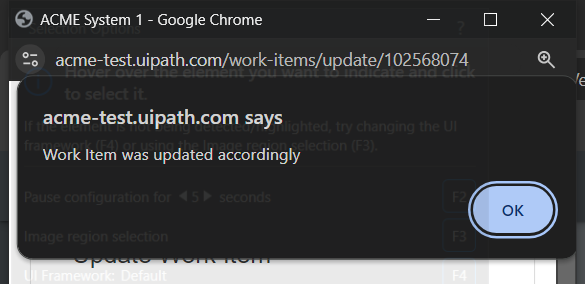 ACME System 1 - Google Chrome
Selection Options ?
acme-test.uipath.com/work-items/update/102568074
Hover over the element you want to indicate and click
to select it.
acme-test.uipath.com says
If the element is not being detected/highlighted, try changing the UI
framework (F4) or using the Image region selection (F3).
Work Item was updated accordingly
Pause configuration for 5 seconds F2
OK
Image region selection F3
Update Work Item
UI Framework: Default F4